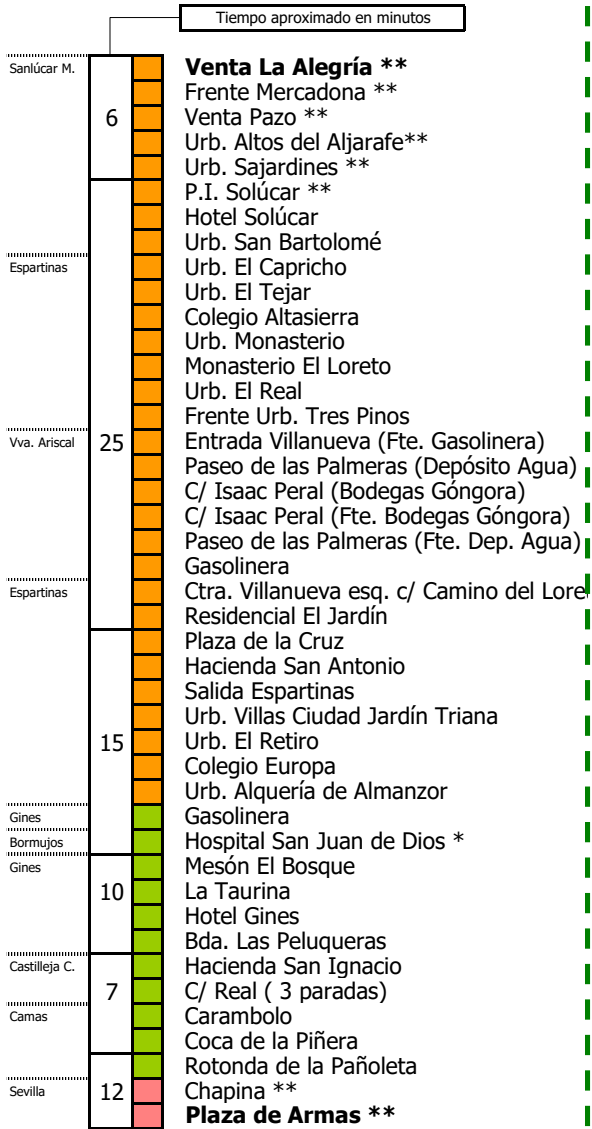 Tiempo aproximado en minutos
Sanlúcar M. Venta La Alegría **
Frente Mercadona **
6 Venta Pazo **
Urb. Altos del Aljarafe**
Urb. Sajardines **
P.I. Solúcar **
Hotel Solúcar
Urb. San Bartolomé
Espartinas Urb. El Capricho
Urb. El Tejar
Colegio Altasierra
Urb. Monasterio
Monasterio El Loreto
Urb. El Real
Frente Urb. Tres Pinos
Vva. Ariscal 25 Entrada Villanueva (Fte. Gasolinera)
Paseo de las Palmeras (Depósito Agua)
C/ Isaac Peral (Bodegas Góngora)
C/ Isaac Peral (Fte. Bodegas Góngora)
Paseo de las Palmeras (Fte. Dep. Agua)
Gasolinera
Espartinas Ctra. Villanueva esq. c/ Camino del Lore
Residencial El Jardín
Plaza de la Cruz
Hacienda San Antonio
Salida Espartinas
Urb. Villas Ciudad Jardín Triana
15 Urb. El Retiro
Colegio Europa
Urb. Alquería de Almanzor
Gines Gasolinera
Bormujos Hospital San Juan de Dios *
Gines Mesón El Bosque
10 La Taurina
Hotel Gines
Bda. Las Peluqueras
Castilleja C. Hacienda San Ignacio
7 C/ Real ( 3 paradas)
Camas Carambolo
Coca de la Piñera
Rotonda de la Pañoleta
Sevilla 12 Chapina **
Plaza de Armas **